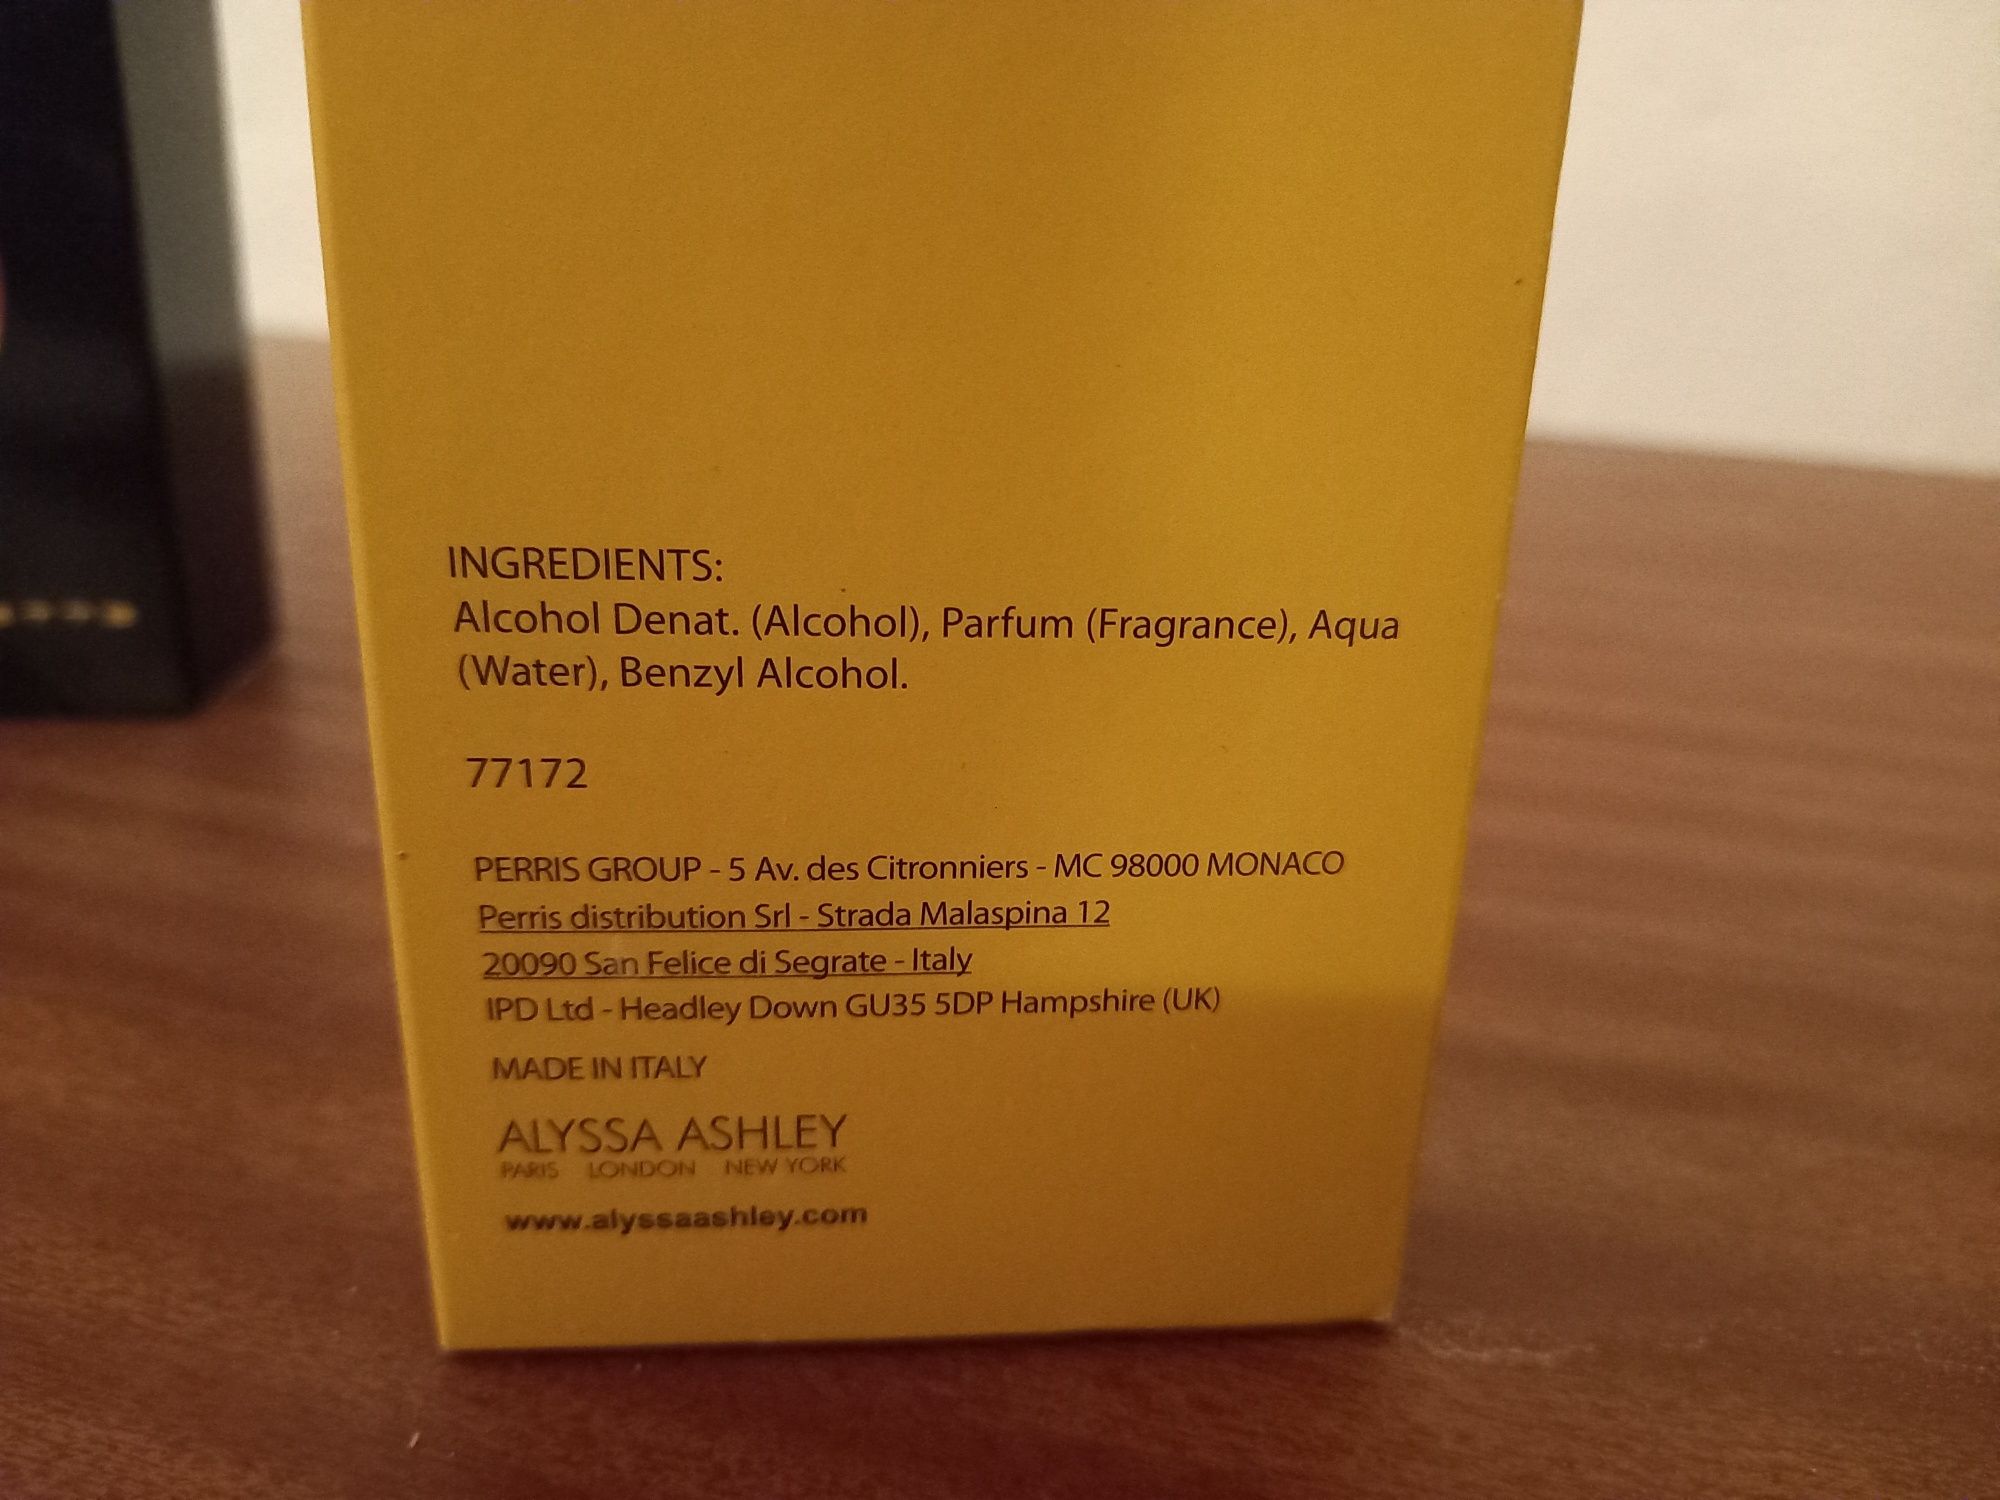 INGREDIENTS:
Alcohol Denat. (Alcohol), Parfum (Fragrance), Aqua
(Water), Benzyl Alcohol.
77172
PERRIS GROUP - 5 Av. des Citronniers - MC 98000 MONACO
Perris distribution Srl - Strada Malaspina 12
20090 San Felice di Segrate - Italy
IPD Ltd - Headley Down GU35 5DP Hampshire (UK)
MADE IN ITALY
ALYSSA ASHLEY
PARIS LONDON NEW YORK
www.alyssaashley.com